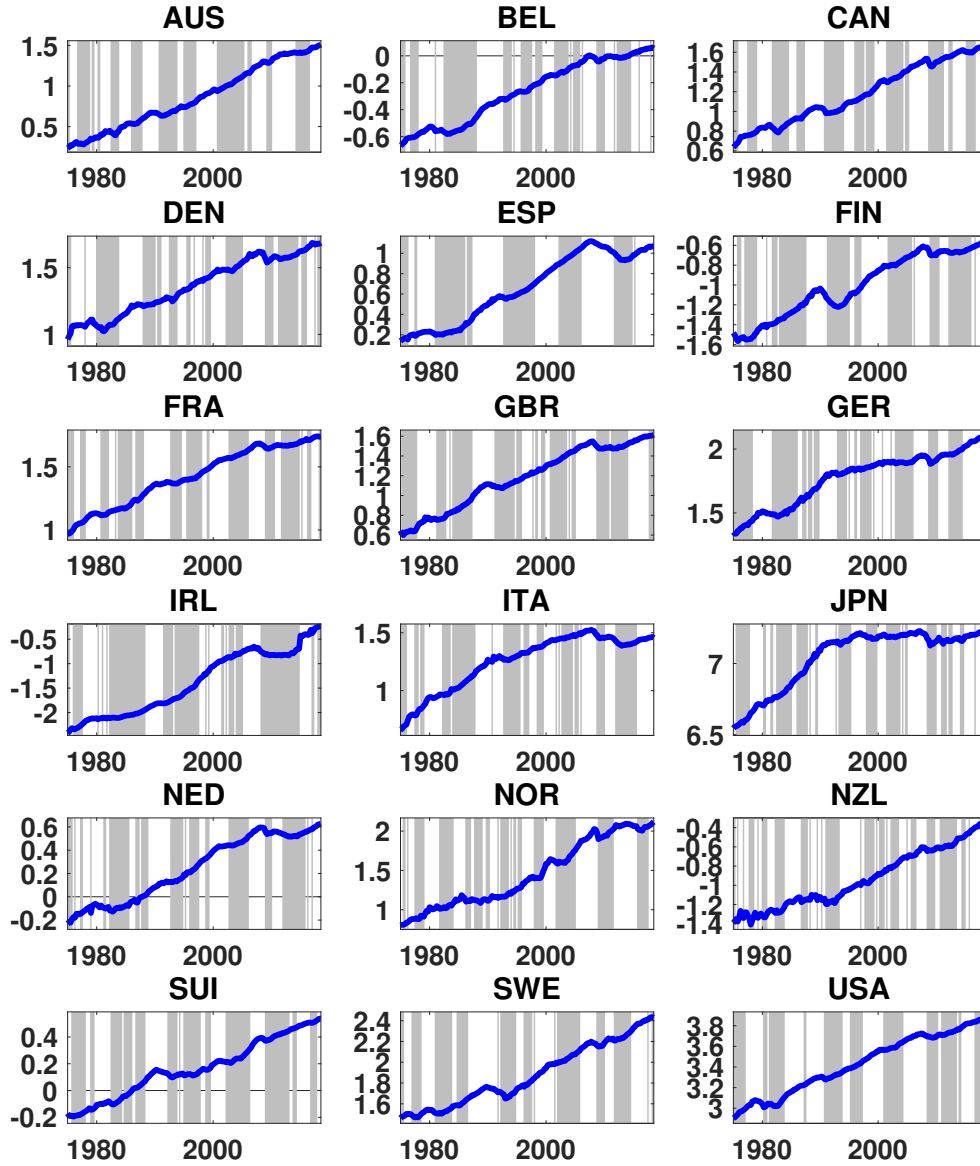 AUS BEL CAN
1.5 0 1.6
1 -0.2 1.4
0.5 -0.4 1.2
-0.6 1
0.8
0.6
1980 2000 1980 2000 1980 2000
DEN ESP FIN
1.5 1 -0.6
1 0.8 -0.8
0.6 -1
0.4 -1.2
0.2 -1.4
-1.6
1980 2000 1980 2000 1980 2000
FRA GBR GER
1.5 1.6 2
1 1.4 1.5
1.2
1
0.8
0.6
1980 2000 1980 2000 1980 2000
IRL ITA JPN
-0.5 1.5 7
-1 1 6.5
-1.5
-2
1980 2000 1980 2000 1980 2000
NED NOR NZL
0.6 2 -0.4
0.4 1.5 -0.6
0.2 1 -0.8
0 -1
-0.2 -1.2
-1.4
1980 2000 1980 2000 1980 2000
SUI SWE USA
0.4 2.4 3.8
0.2 2.2 3.6
0 2 3.4
-0.2 1.8 3.2
1.6 3
1980 2000 1980 2000 1980 2000